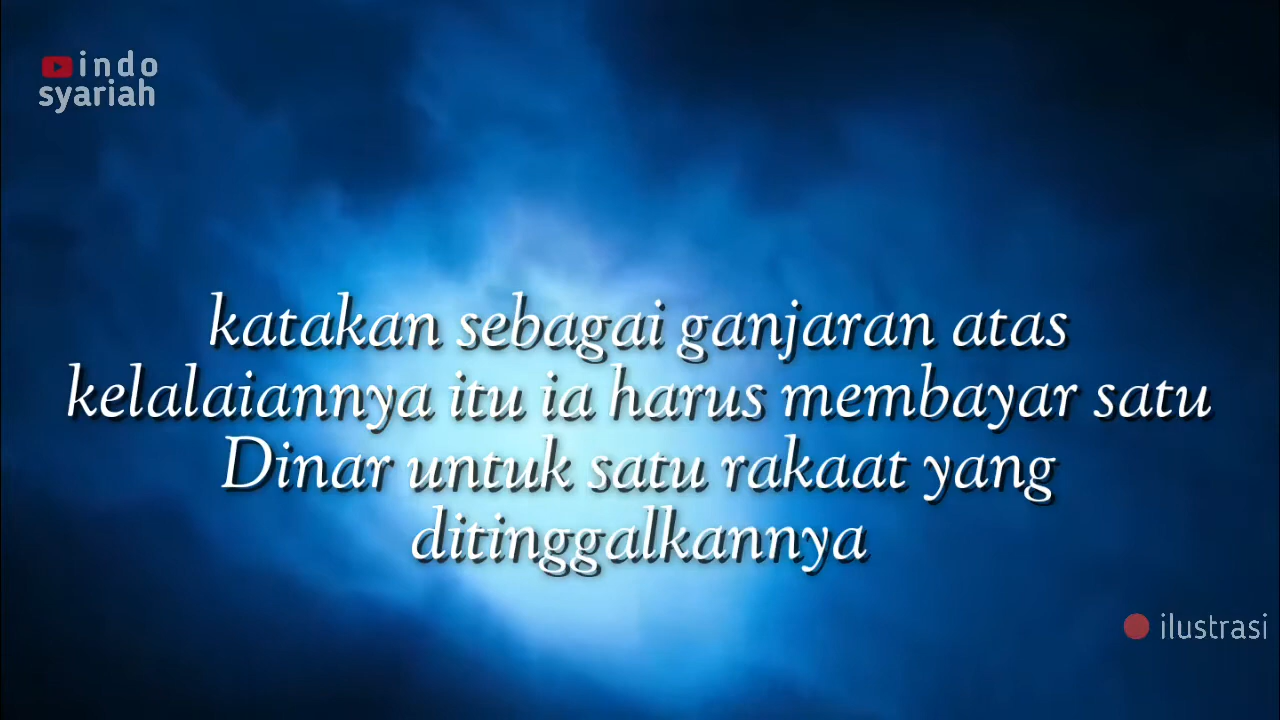 indo
syariah
katakan sebagai ganjaran atas
kelalaiannya itu ia harus membayar satu
Dinar untuk satu rakaat yang
ditinggalkannya
ilustrasi